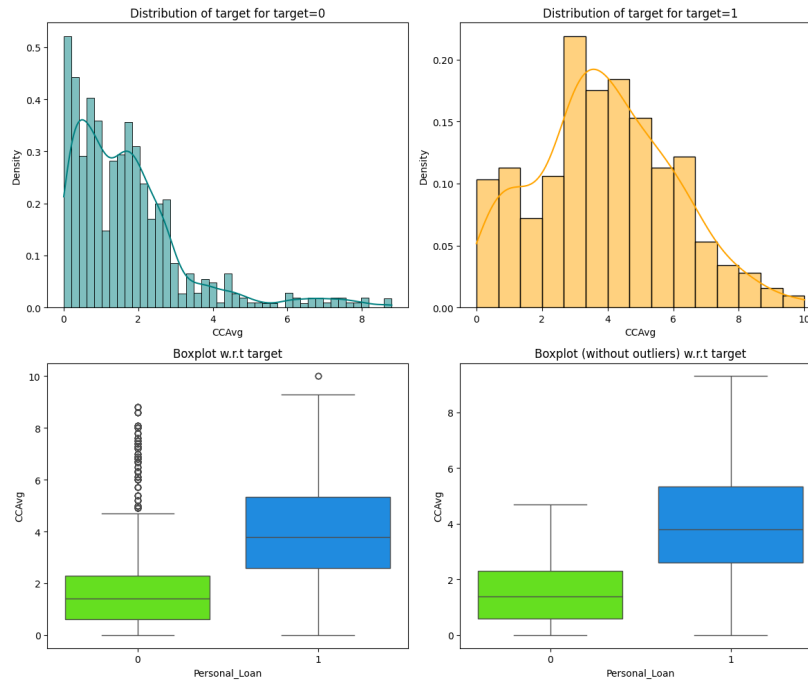 Distribution of target for target=0
Density
0.5
0.4
0.3
0.2
0.1
0.0
0 2 4 6 8
CCAvg
Distribution of target for target=1
Density
0.20
0.15
0.10
0.05
0.00
0 2 4 6 8 10
CCAvg
Boxplot w.r.t target
CCAvg
10
8
6
4
2
0
0 1
Personal_Loan
Boxplot (without outliers) w.r.t target
CCAvg
8
6
4
2
0
0 1
Personal_Loan